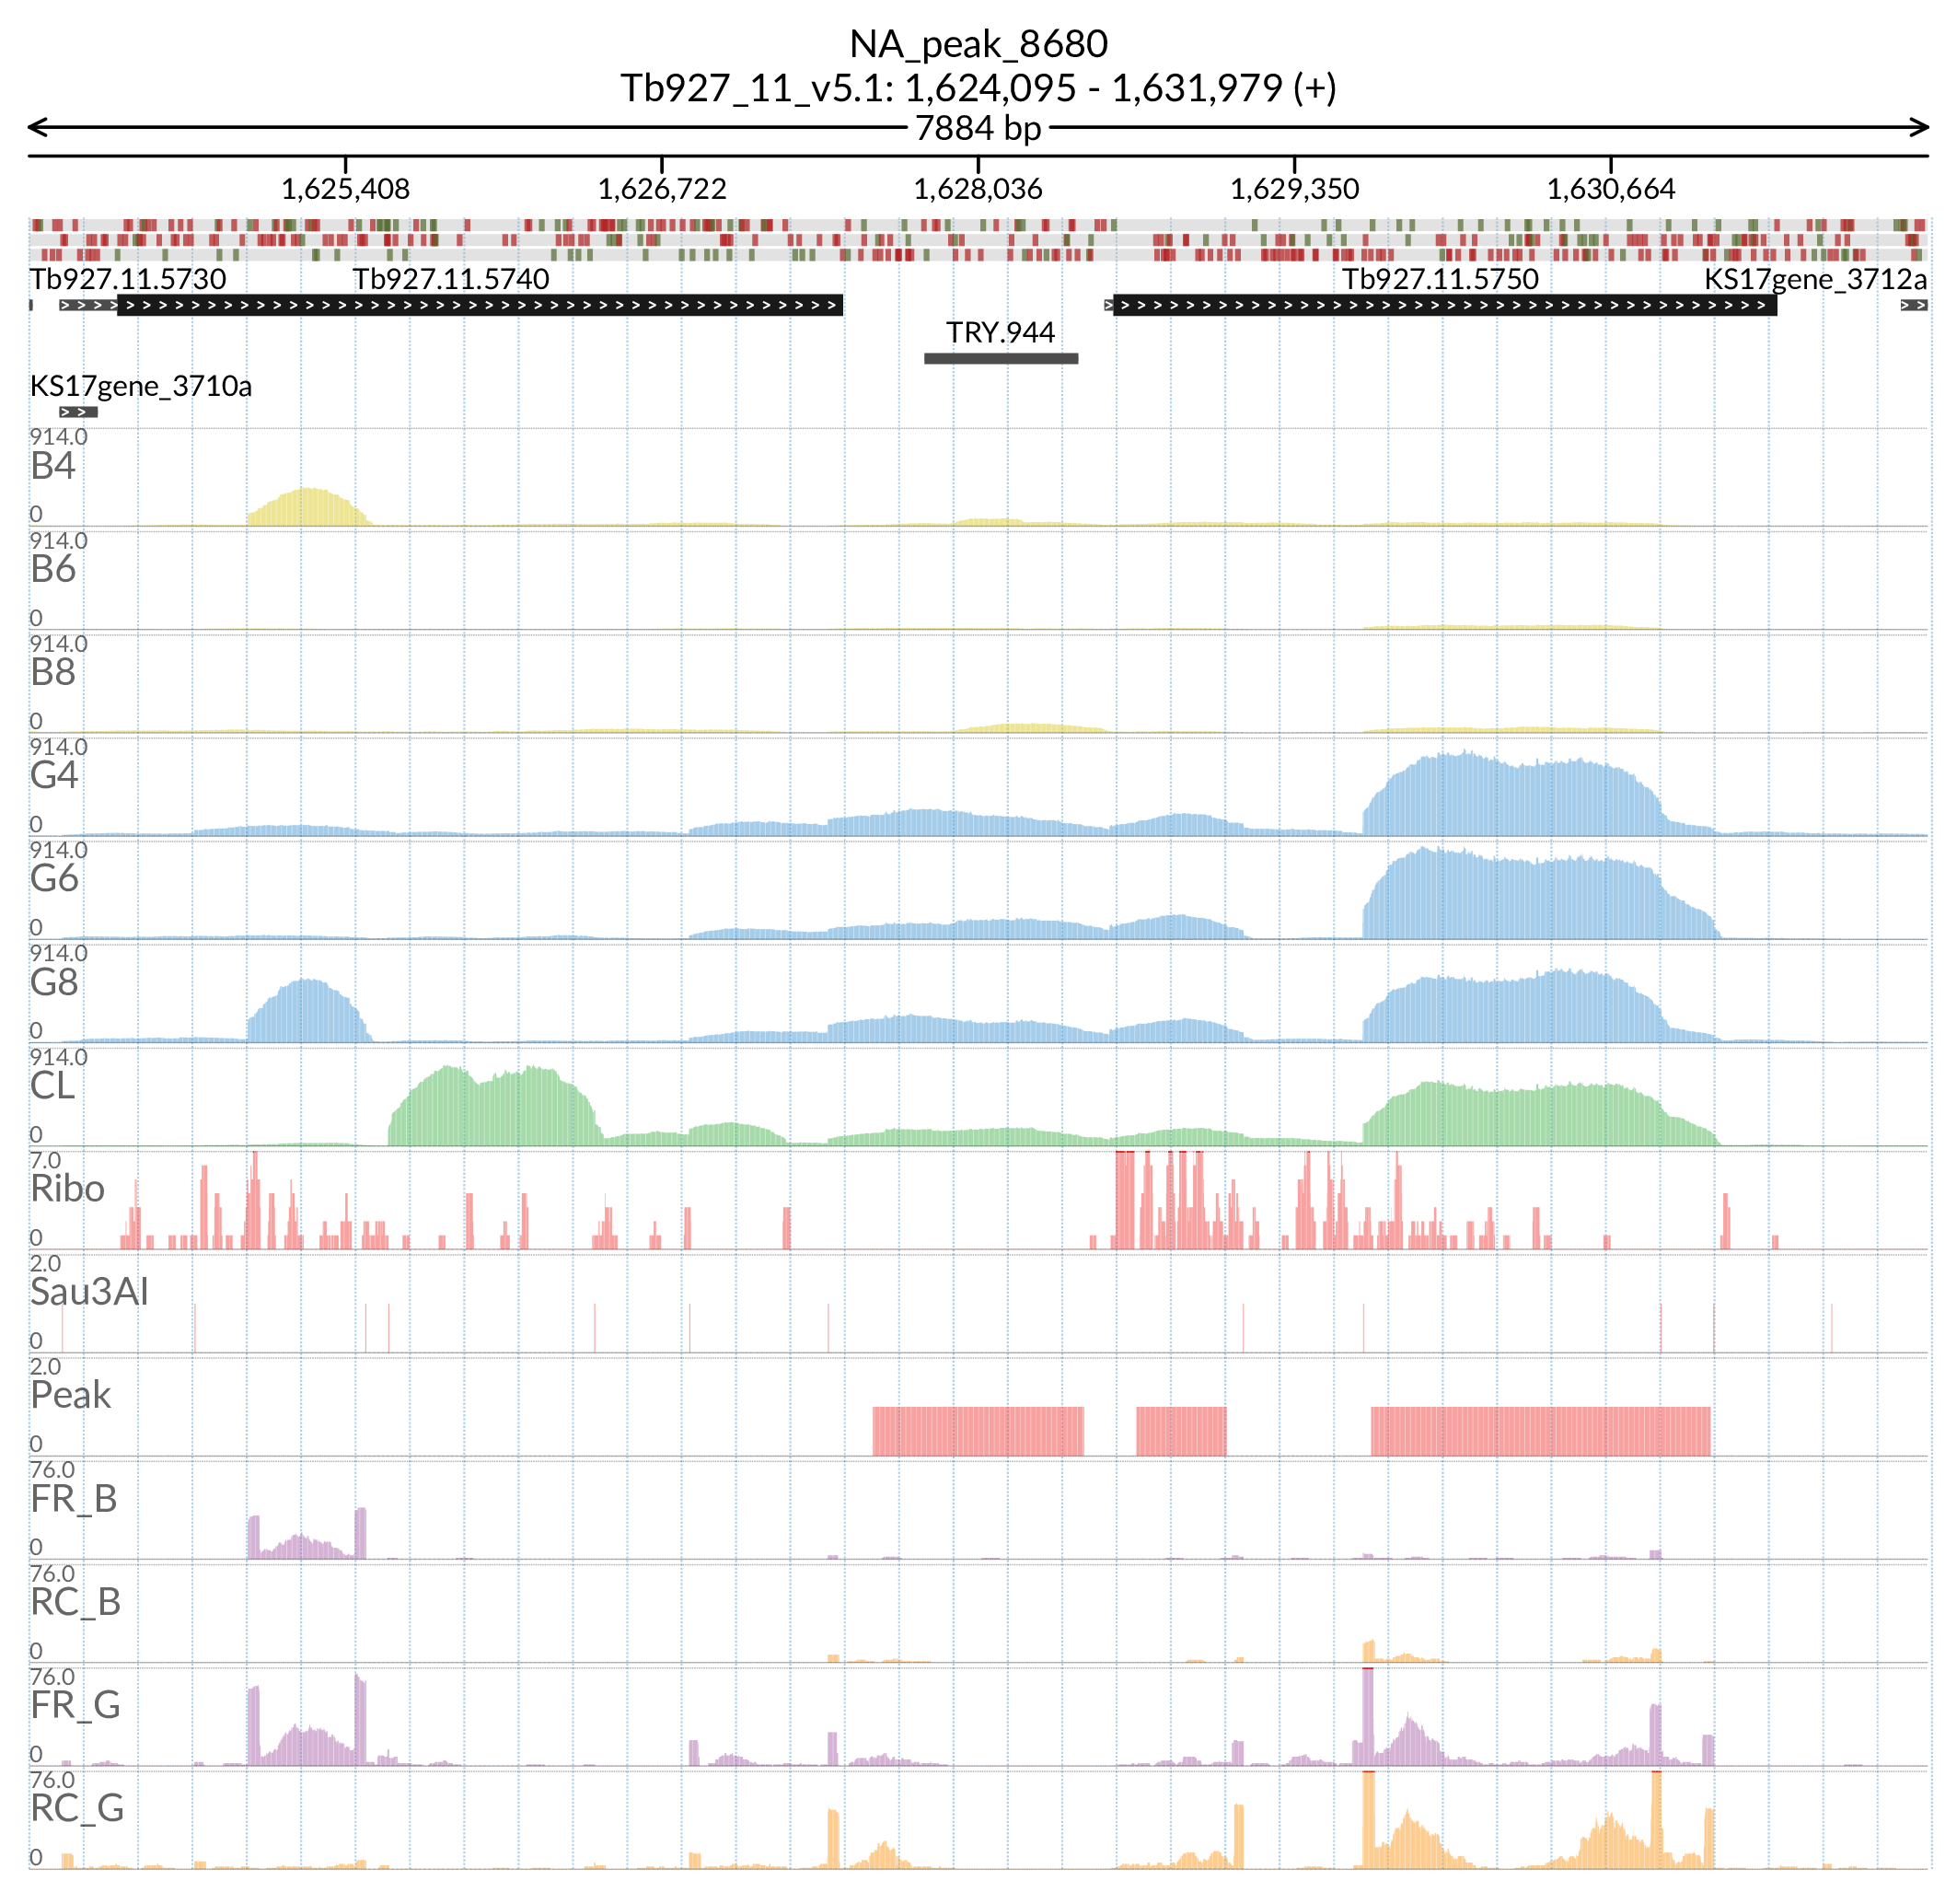 NA_peak_8680
Tb927_11_v5.1: 1,624,095 - 1,631,979 (+)
7884 bp
1,625,408 1,626,722 1,628,036 1,629,350 1,630,664
Tb927.11.5730 Tb927.11.5740 Tb927.11.5750 KS17gene_3712a
TRY.944
KS17gene_3710a
914.0
B4
0
914.0
B6
0
914.0
B8
0
914.0
G4
0
914.0
G6
0
914.0
G8
0
914.0
CL
0
7.0
Ribo
0
2.0
Sau3AI
0
2.0
Peak
0
76.0
FR_B
0
76.0
RC_B
0
76.0
FR_G
0
76.0
RC_G
0